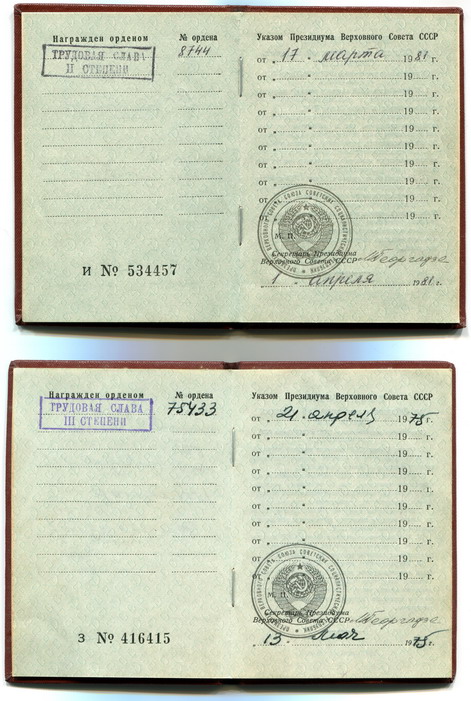 Награжден орденом № ордена
ТРУДОВАЯ СЛАВА 8744
II СТЕПЕНИ
И № 534457
Указом Президиума Верховного Совета СССР
от „ 17 " марта 1981 г.
от „ " 19 г.
от „ " 19 г.
от „ " 19 г.
от „ " 19 г.
от „ " 19 г.
от „ " 19 г.
от „ " 19 г.
от „ " 19 г.
от 19 г.
М. П.
Секретарь Президиума
Верховного Совета СССР МГеоргадзе
1 апреля 1981 г.
Награжден орденом № ордена
ТРУДОВАЯ СЛАВА 75433
III СТЕПЕНИ
З № 416415
Указом Президиума Верховного Совета СССР
от „ 21 " апреля 1975 г.
от „ " 19 г.
от „ " 19 г.
от „ " 19 г.
от „ " 19 г.
от „ " 19 г.
от „ " 19 г.
от „ " 19 г.
от „ " 19 г.
от 19 г.
М. П.
Секретарь Президиума
Верховного Совета СССР МГеоргадзе
„ 13 " мая 1975 г.